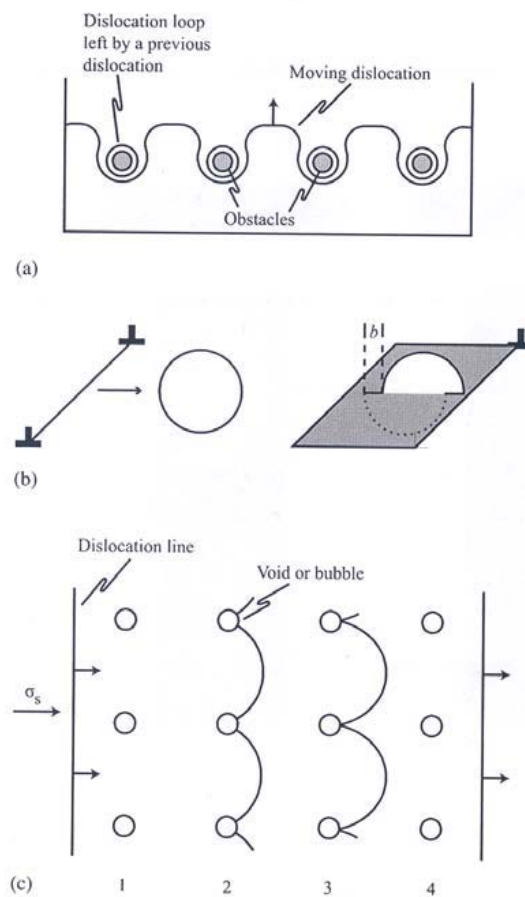 Dislocation loop
left by a previous
dislocation
Moving dislocation
Obstacles
(a)
b
(b)
Dislocation line
Void or bubble
σs
(c) 1 2 3 4